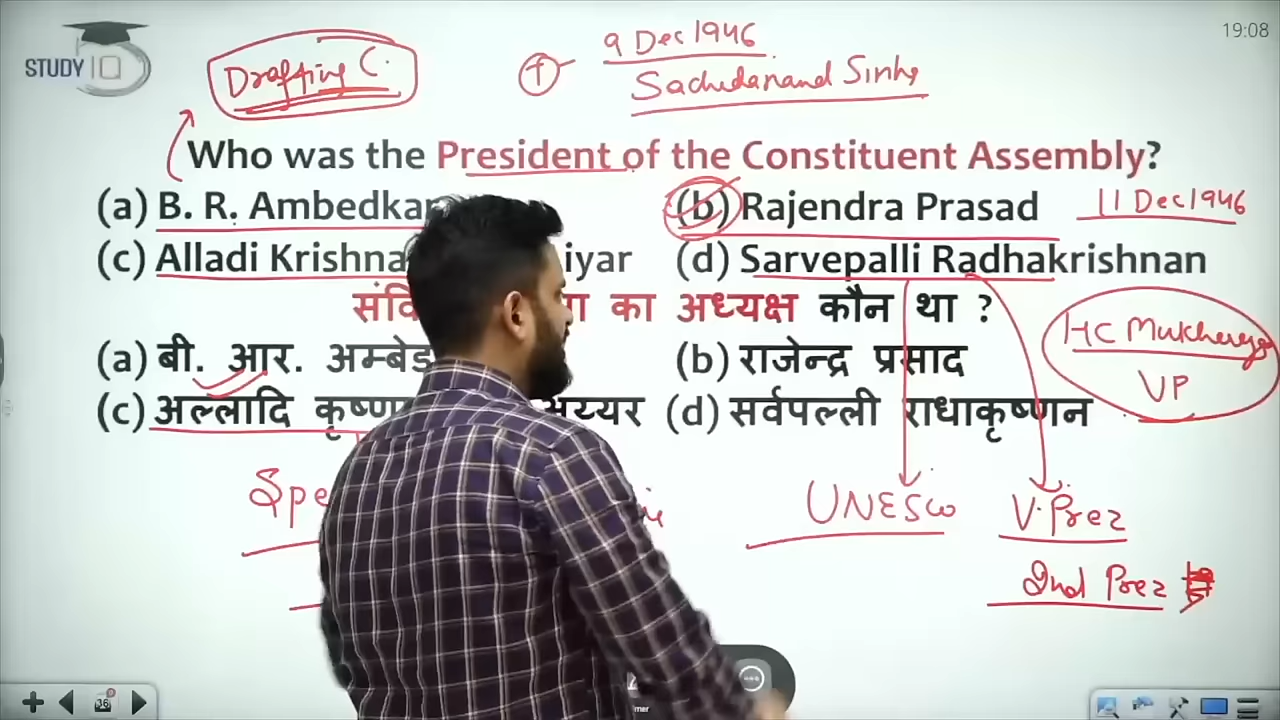 19:08
STUDY IQ
Drafting C.
1 9 Dec 1946
Sachidanand Sinha
Who was the President of the Constituent Assembly?
(a) B. R. Ambedkar (b) Rajendra Prasad 11 Dec 1946
(c) Alladi Krishna iyar (d) Sarvepalli Radhakrishnan
का अध्यक्ष कौन था ?
HC Mukherjee
VP
(a) बी. आर. (b) राजेन्द्र प्रसाद
(c) अल्लादि कृष्ण अय्यर (d) सर्वपल्ली राधाकृष्णन
UNESCO V. Prez
2nd Prez
36